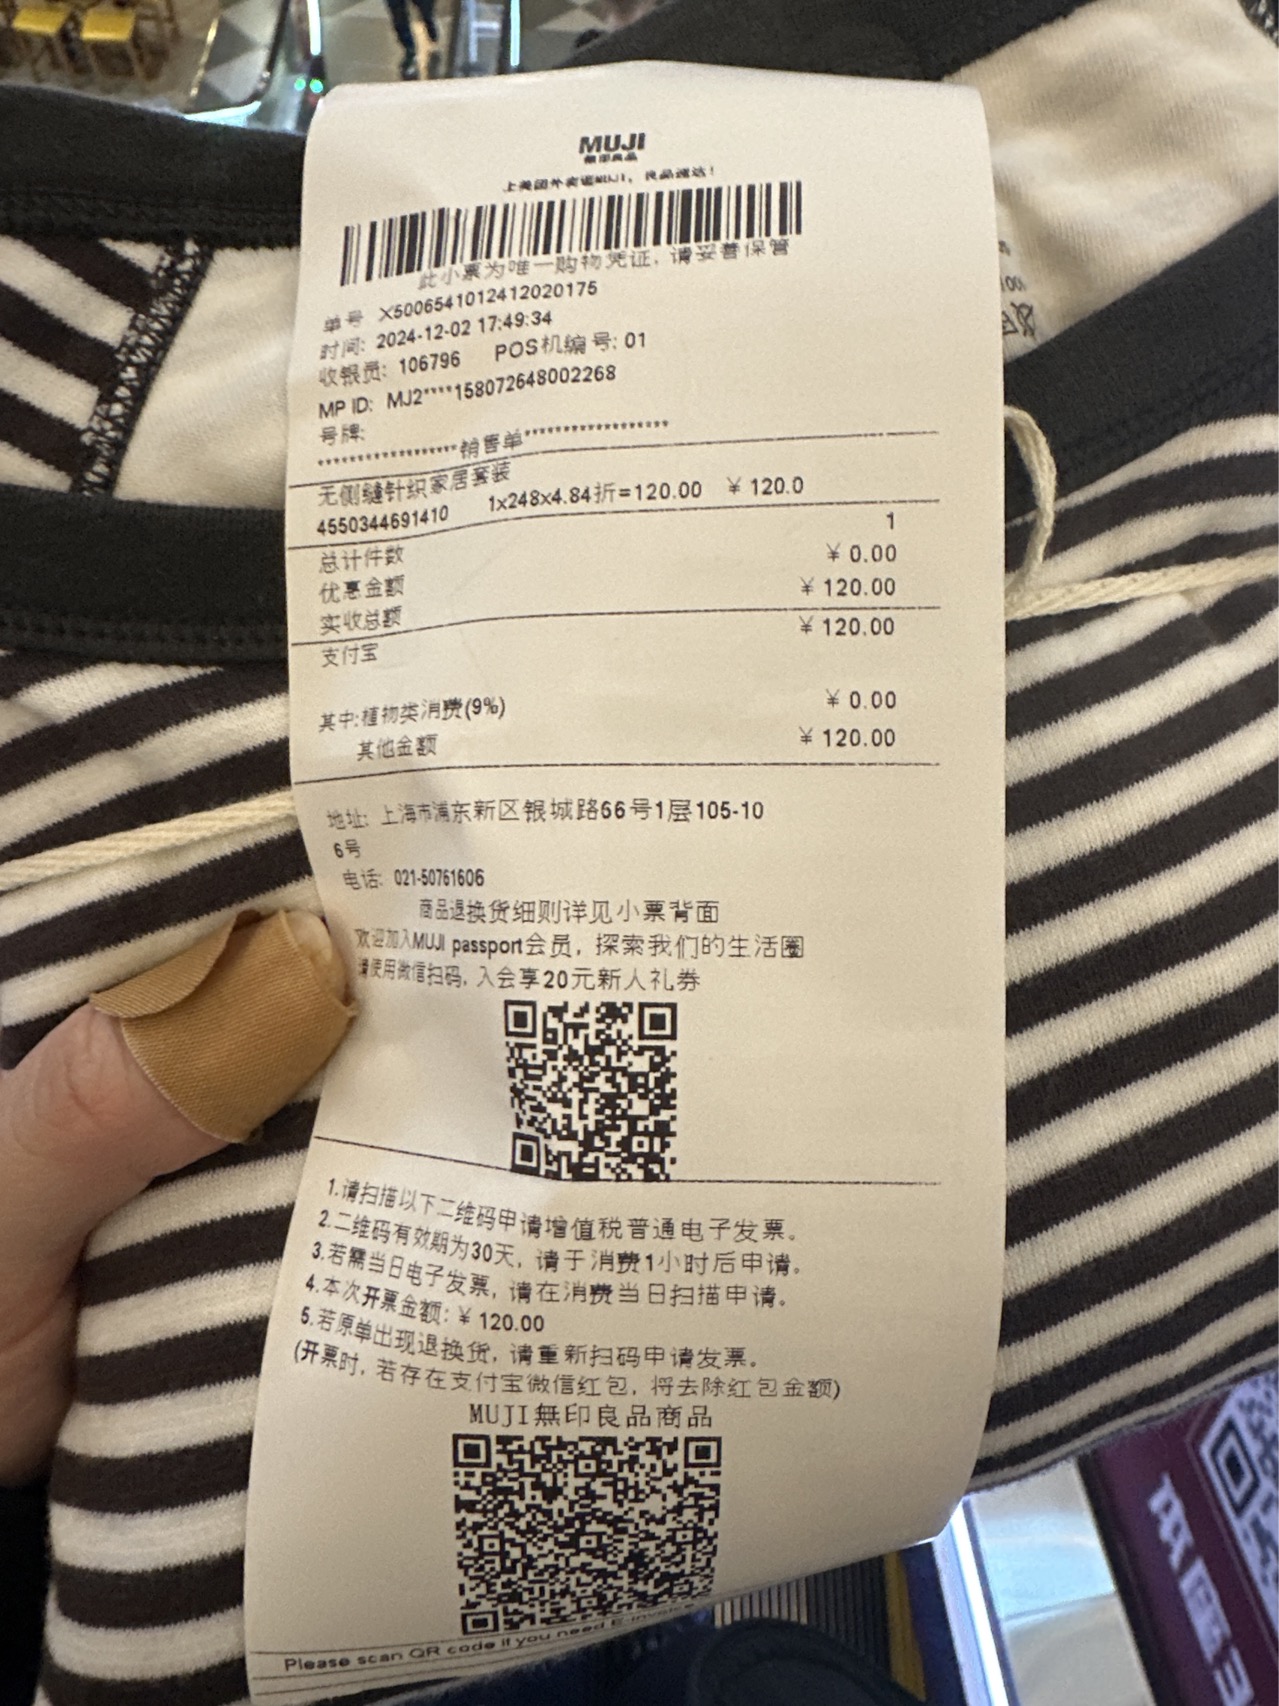 MUJI
無印良品
上美团外卖逛MUJI，良品速达！
此小票为唯一购物凭证，请妥善保管
单号 X5006541012412020175
时间: 2024-12-02 17:49:34
收银员: 106796 POS机编号: 01
MP ID: MJ2****158072648002268
号牌:
******************销售单******************
无侧缝针织家居套装
4550344691410 1x248x4.84折=120.00 ￥120.0
总计件数 1
优惠金额 ￥0.00
实收总额 ￥120.00
支付宝 ￥120.00
其中:植物类消费(9%) ￥0.00
其他金额 ￥120.00
地址: 上海市浦东新区银城路66号1层105-10
6号
电话: 021-50761606
商品退换货细则详见小票背面
欢迎加入MUJI passport会员，探索我们的生活圈
请使用微信扫码, 入会享20元新人礼券
1.请扫描以下二维码申请增值税普通电子发票。
2.二维码有效期为30天，请于消费1小时后申请。
3.若需当日电子发票，请在消费当日扫描申请。
4.本次开票金额:￥120.00
5.若原单出现退换货，请重新扫码申请发票。
(开票时，若存在支付宝微信红包，将去除红包金额)
MUJI無印良品商品
Please scan QR code if you need E-invoice